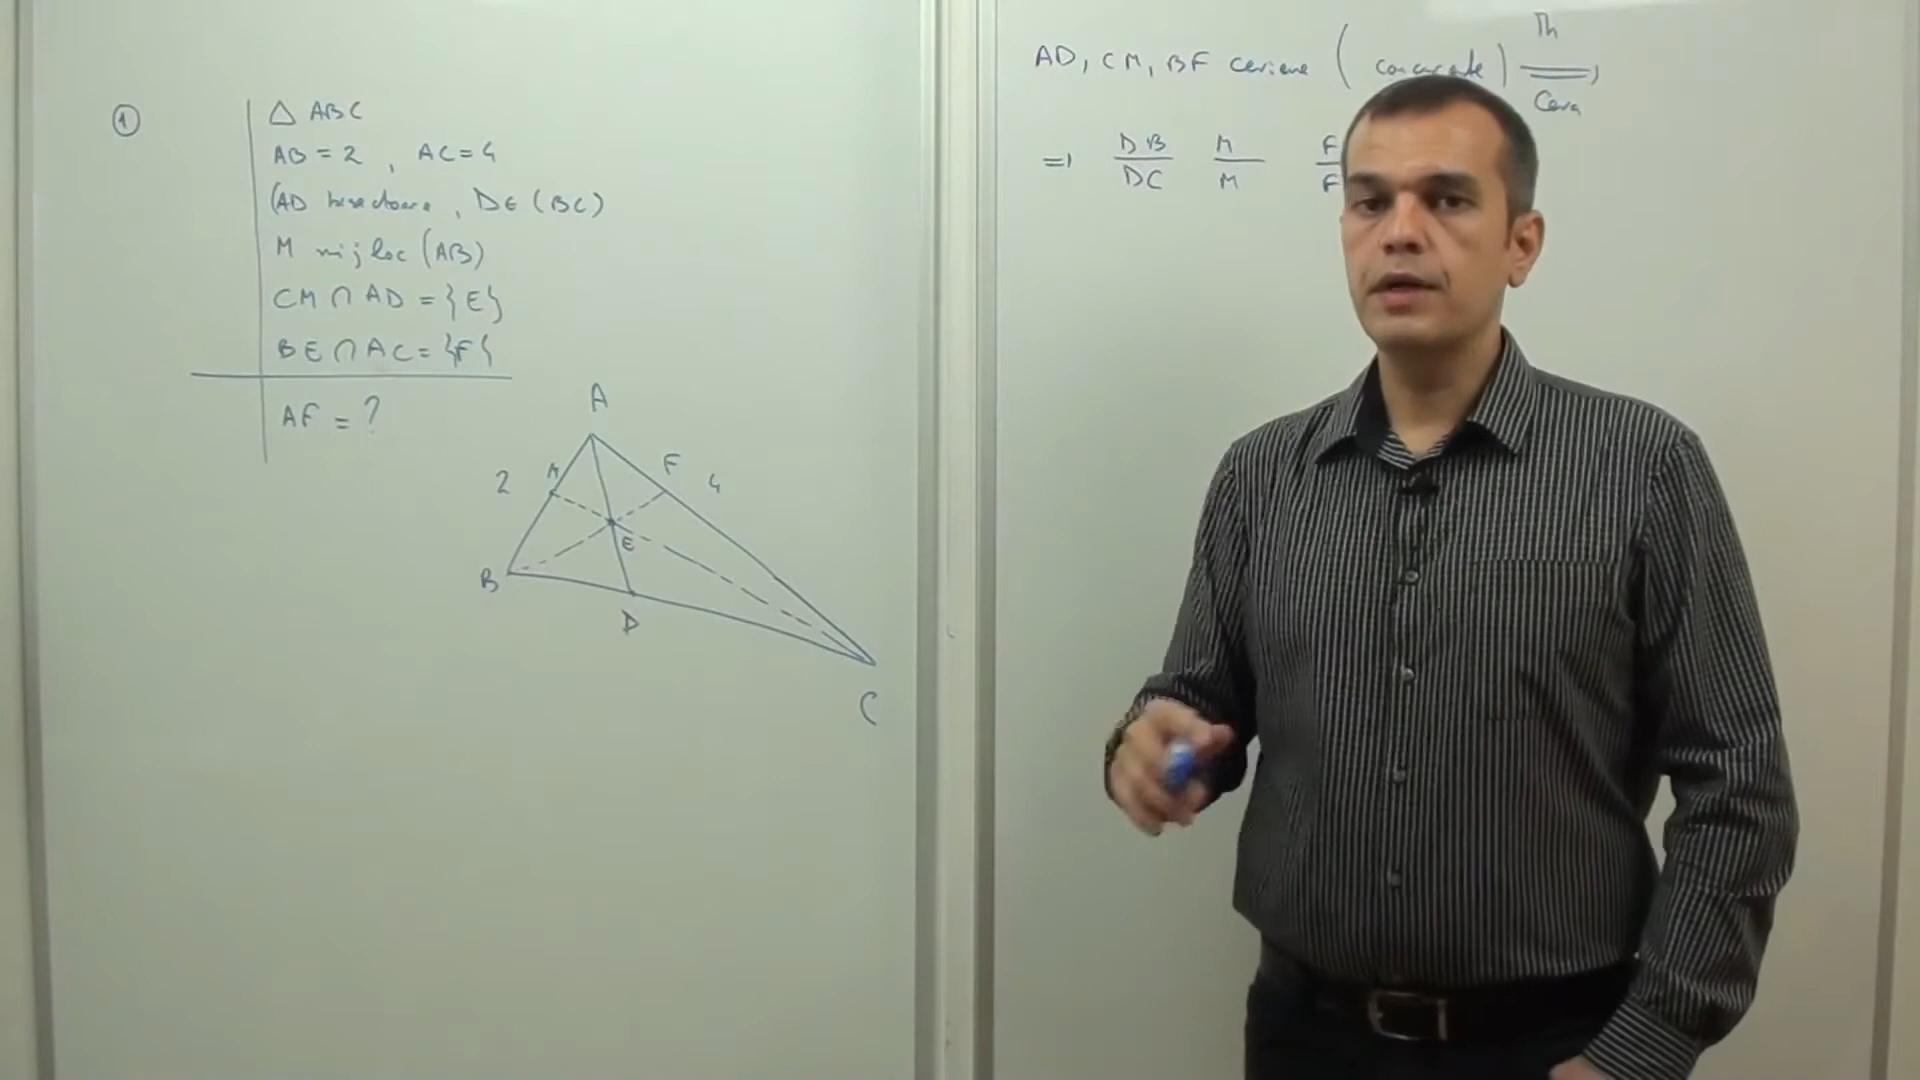 ①
△ ABC
AB = 2 , AC = 4
(AD bisectoare , D∈ (BC)
M mijloc (AB)
CM ∩ AD = {E}
BE ∩ AC = {F}
AF = ?
A
2 M F 4
E
B
D
C
AD, CM, BF ceviene (concurente) Th
Ceva
=> DB M F
DC M F